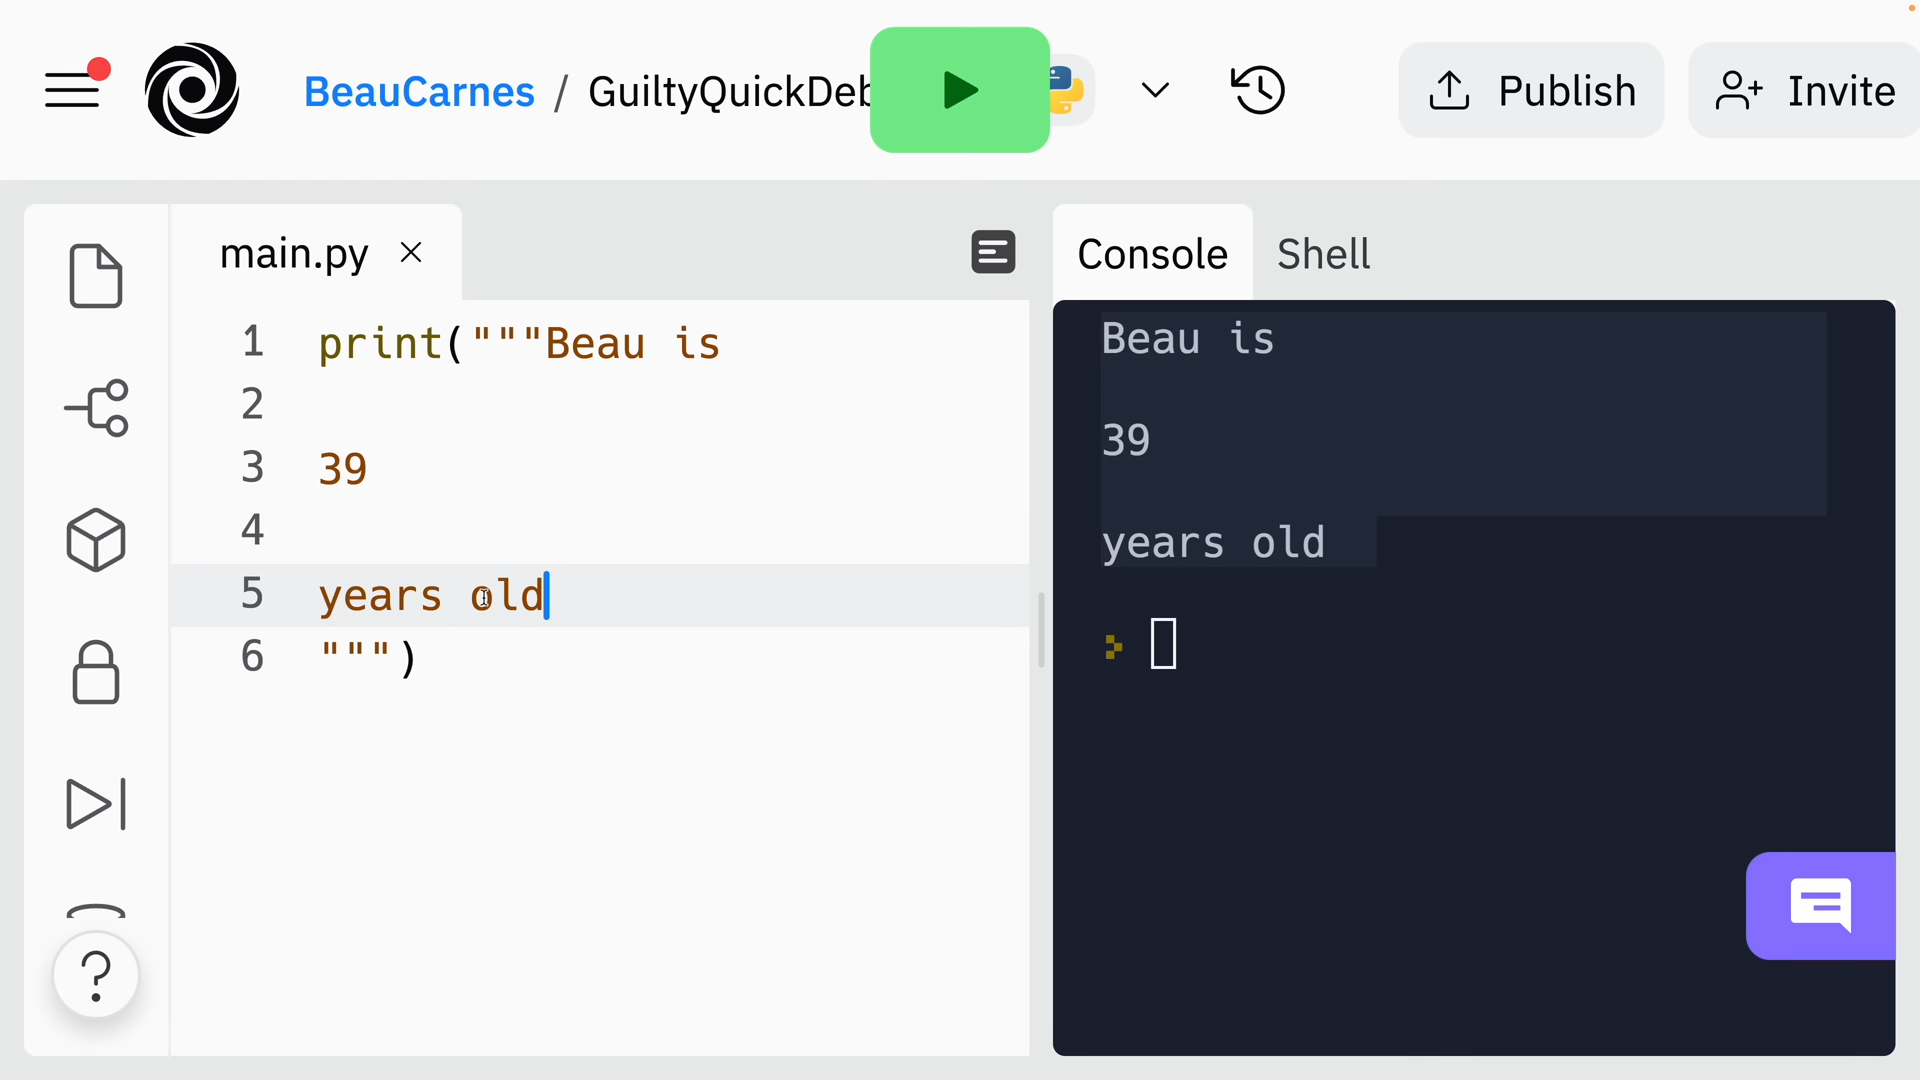 BeauCarnes / GuiltyQuickDeb
Publish
Invite
main.py
Console
Shell
1 print("""Beau is
2
3 39
4
5 years old
6 """)
Beau is
39
years old